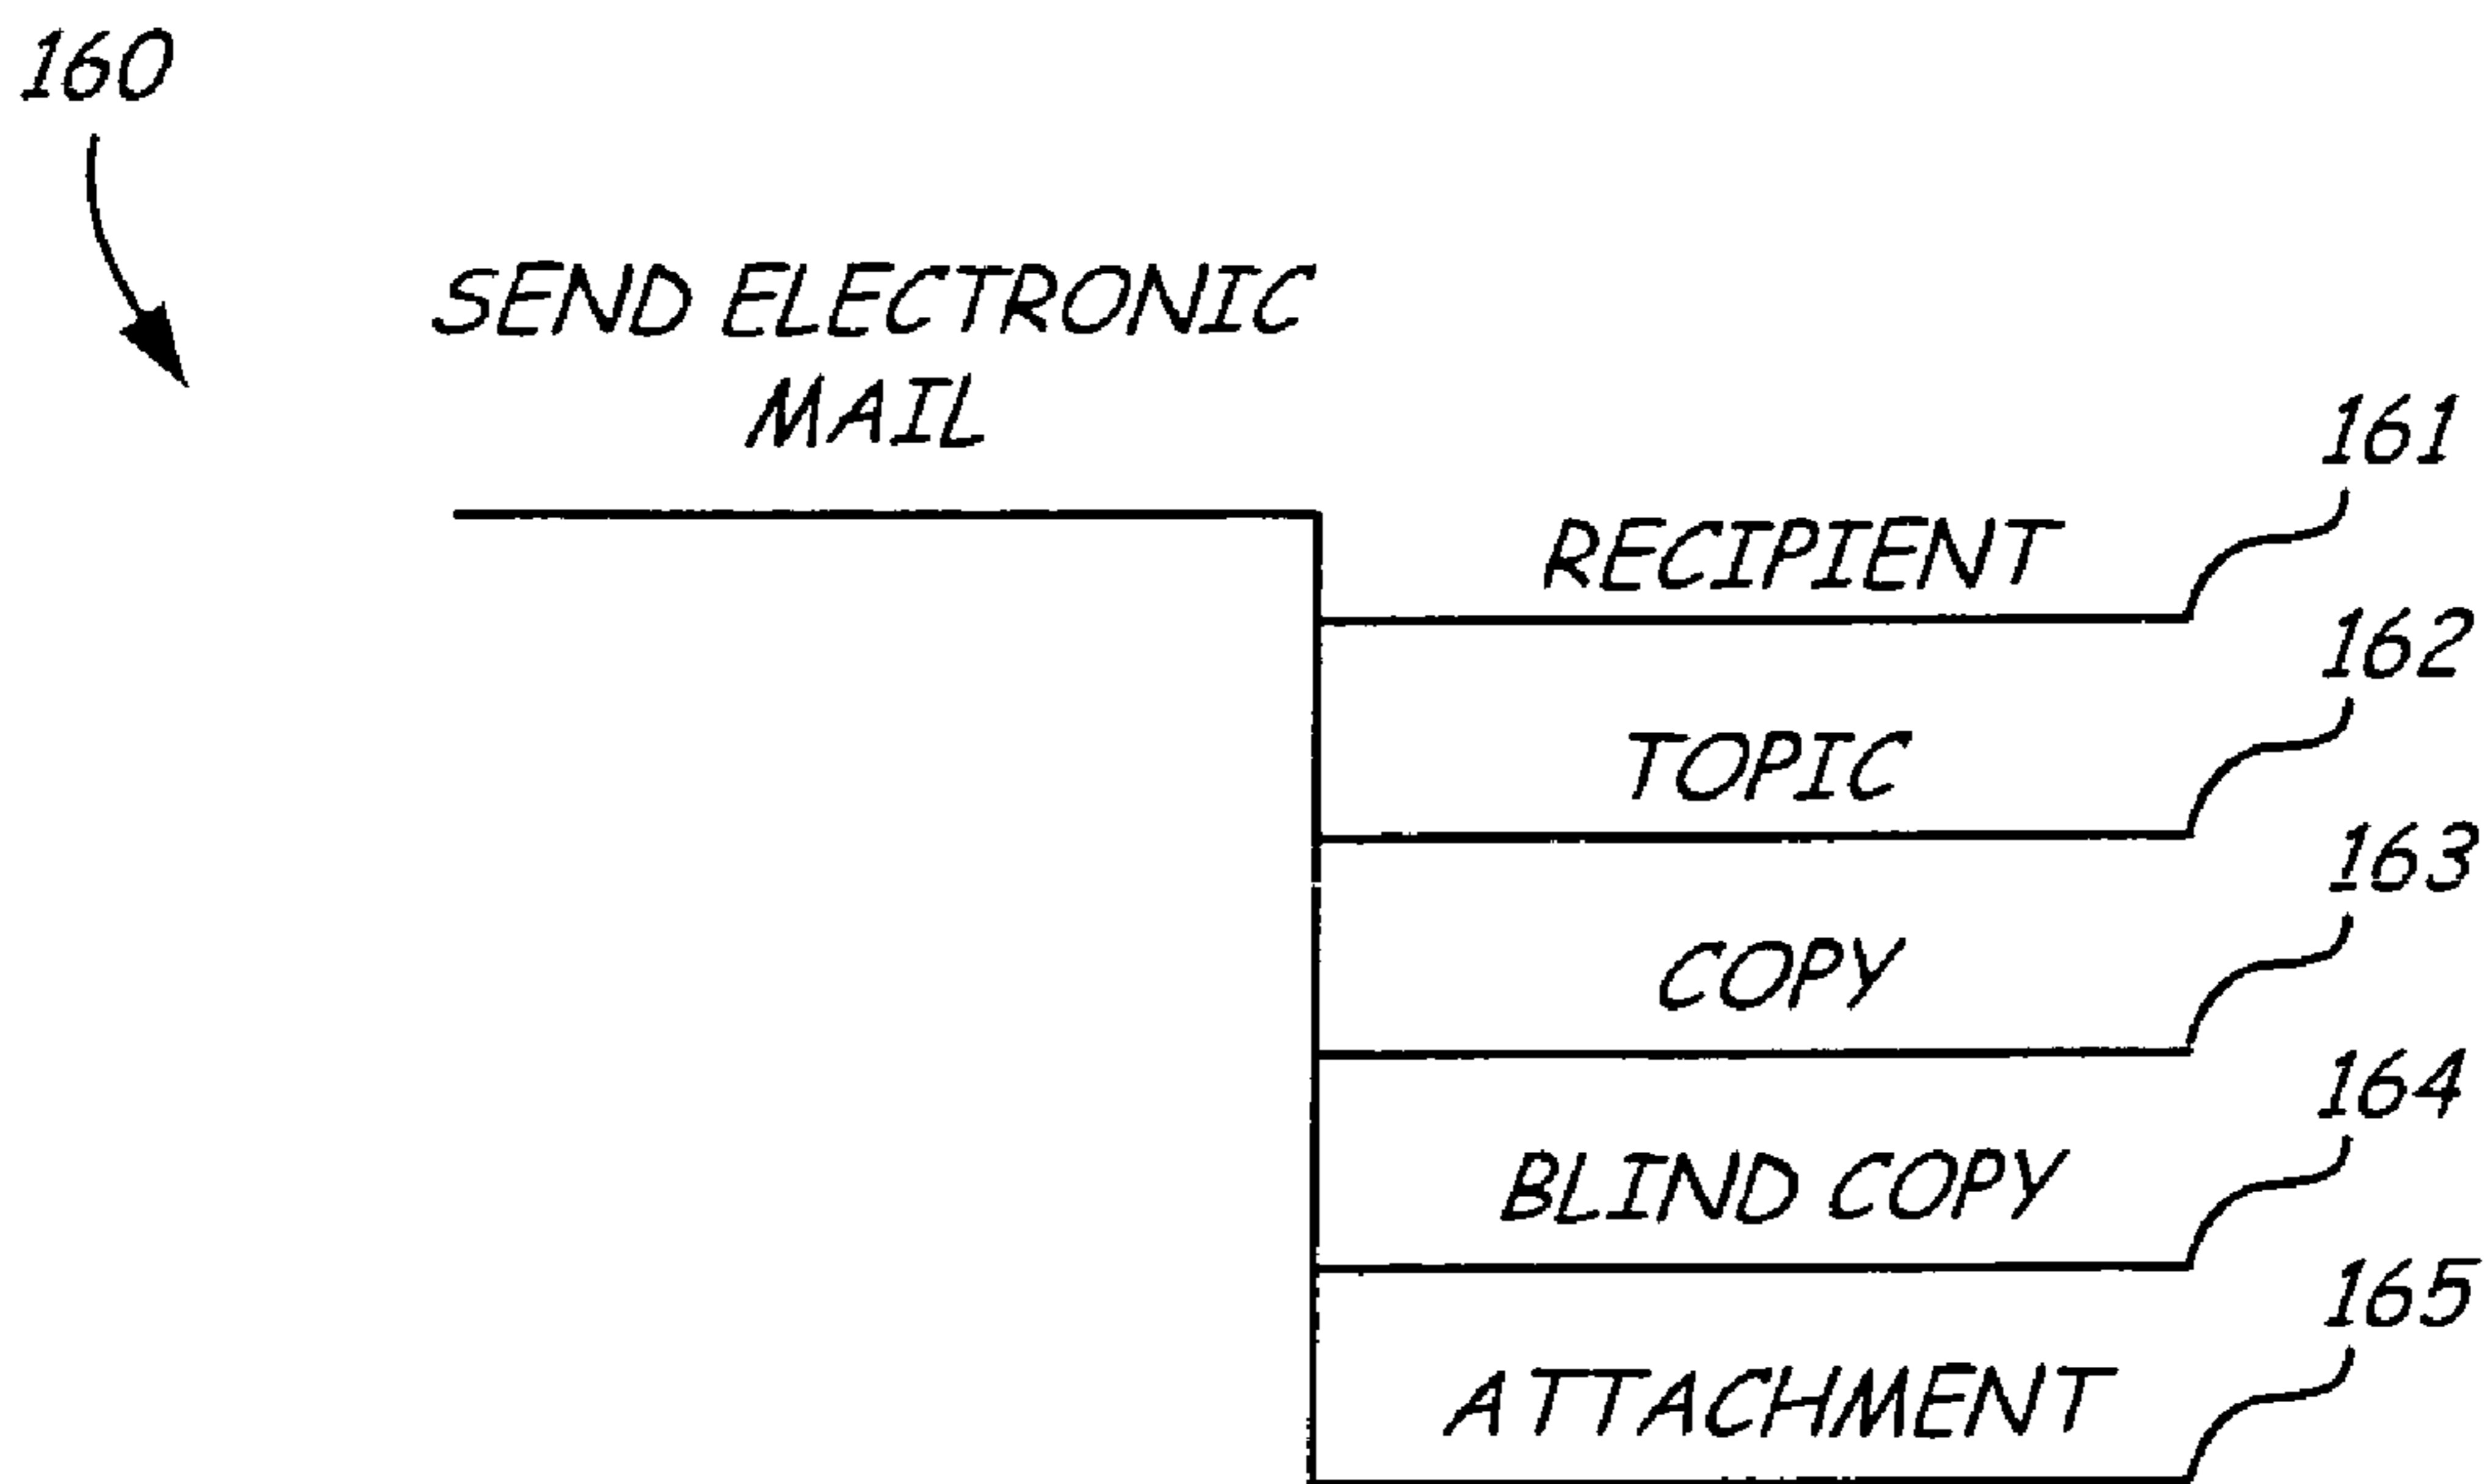 160
SEND ELECTRONIC
MAIL
161
RECIPIENT
162
TOPIC
163
COPY
164
BLIND COPY
165
ATTACHMENT